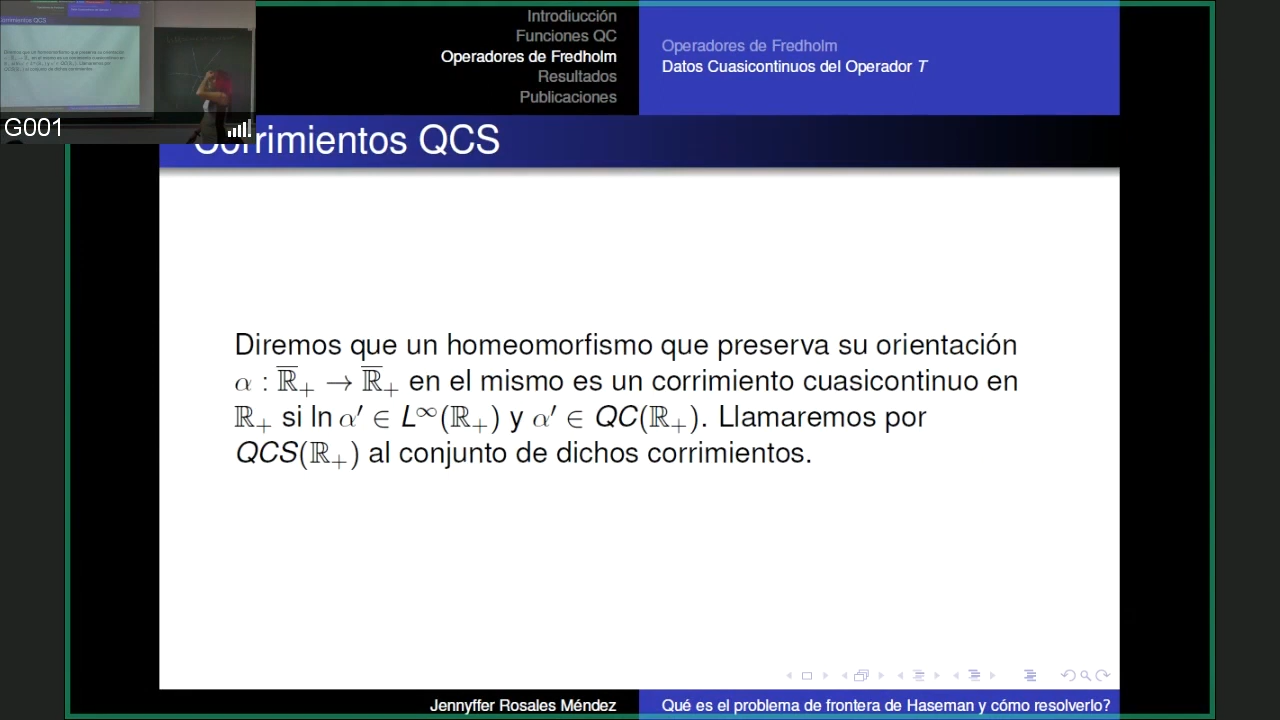 Introduicción
Funciones QC
Operadores de Fredholm
Resultados
Publicaciones
Operadores de Fredholm
Datos Cuasicontinuos del Operador T
G001
Corrimientos QCS
Diremos que un homeomorfismo que preserva su orientación
α : ℝ̅₊ → ℝ̅₊ en el mismo es un corrimiento cuasicontinuo en
ℝ₊ si ln α′ ∈ L^∞(ℝ₊) y α′ ∈ QC(ℝ₊). Llamaremos por
QCS(ℝ₊) al conjunto de dichos corrimientos.
Jennyffer Rosales Méndez
Qué es el problema de frontera de Haseman y cómo resolverlo?